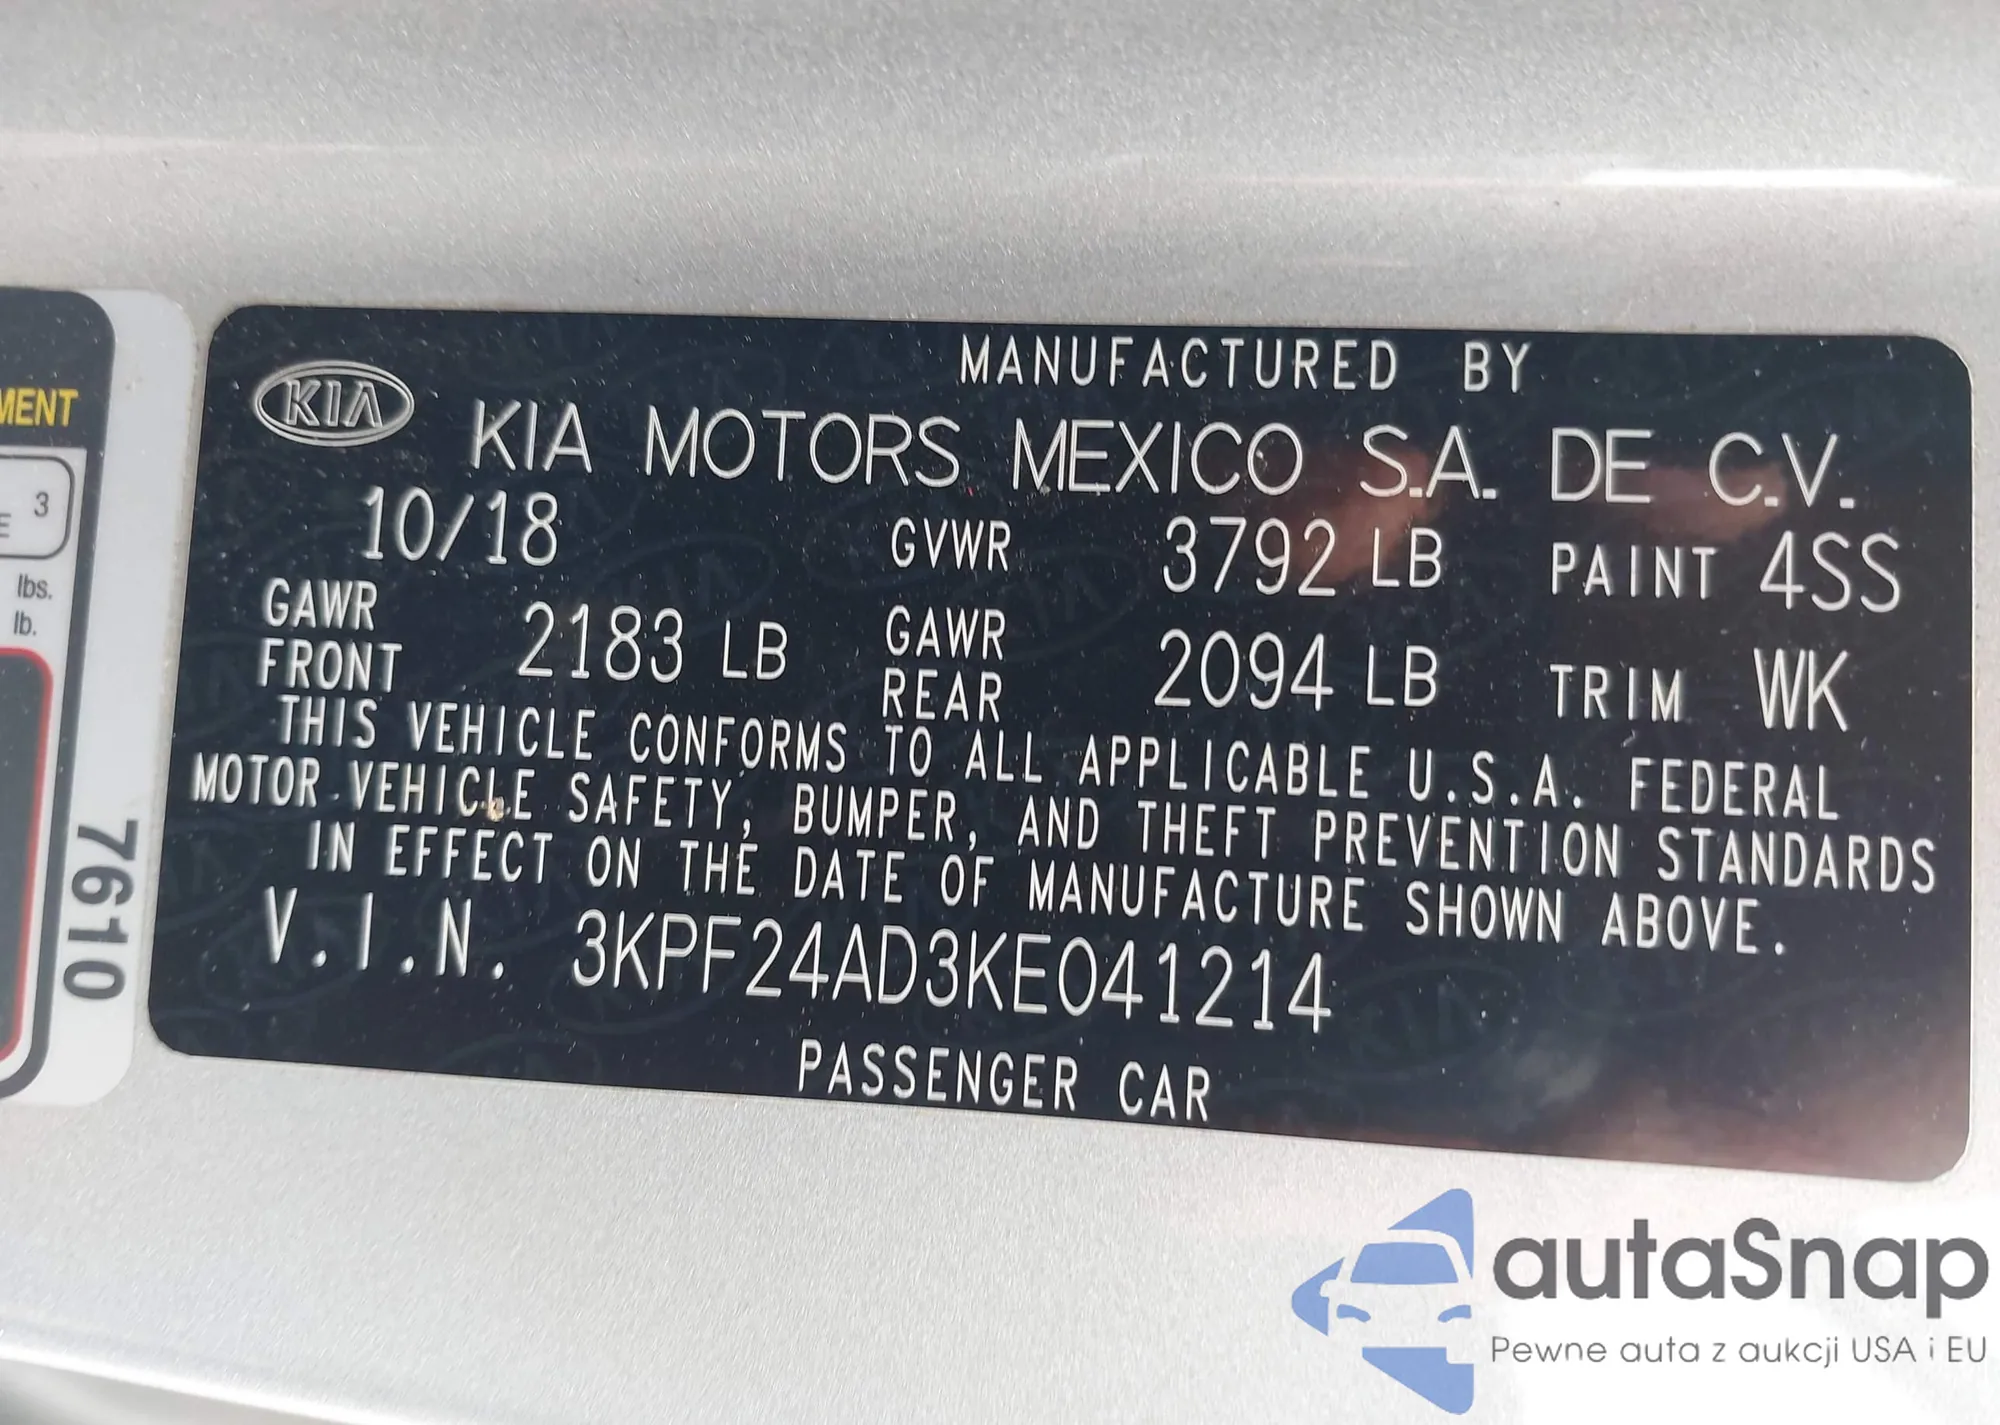 MENT
3
E
lbs.
lb.
7610
KIA
MANUFACTURED BY
KIA MOTORS MEXICO S.A. DE C.V.
10/18 GVWR 3792 LB PAINT 4SS
GAWR FRONT 2183 LB GAWR REAR 2094 LB TRIM WK
THIS VEHICLE CONFORMS TO ALL APPLICABLE U.S.A. FEDERAL
MOTOR VEHICLE SAFETY, BUMPER, AND THEFT PREVENTION STANDARDS
IN EFFECT ON THE DATE OF MANUFACTURE SHOWN ABOVE.
V.I.N. 3KPF24AD3KE041214
PASSENGER CAR
autaSnap
Pewne auta z aukcji USA i EU